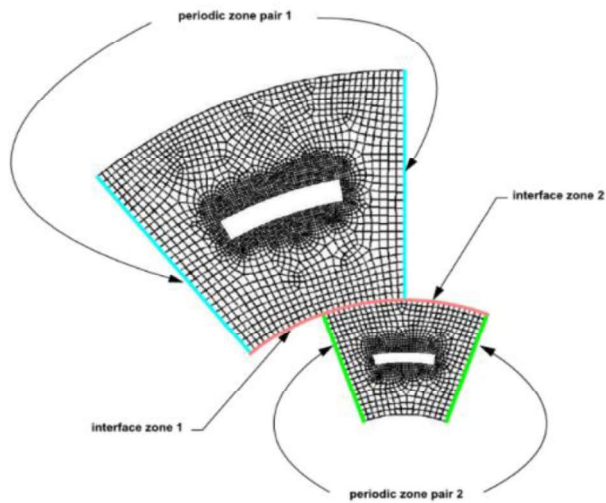 periodic zone pair 1
interface zone 2
interface zone 1
periodic zone pair 2